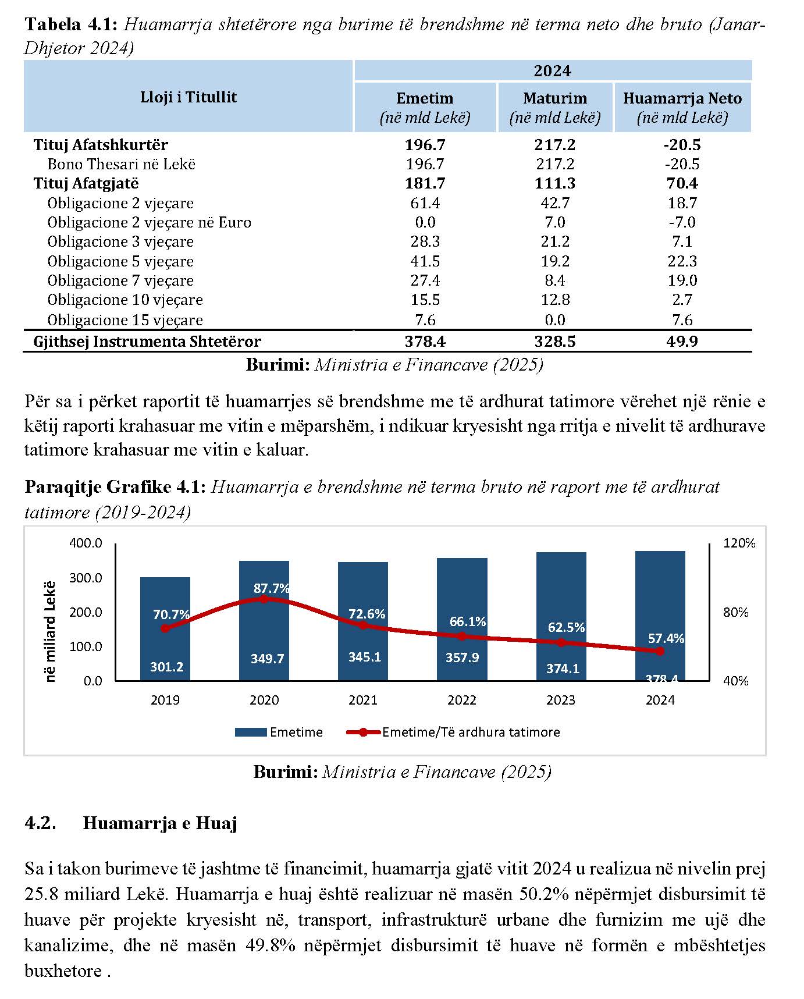 Tabela 4.1: Huamarrja shtetërore nga burime të brendshme në terma neto dhe bruto (Janar-
Dhjetor 2024)
2024
Lloji i Titullit
Emetim Maturim Huamarrja Neto
(në mld Lekë) (në mld Lekë) (në mld Lekë)
Tituj Afatshkurtër 196.7 217.2 -20.5
Bono Thesari në Lekë 196.7 217.2 -20.5
Tituj Afatgjatë 181.7 111.3 70.4
Obligacione 2 vjeçare 61.4 42.7 18.7
Obligacione 2 vjeçare në Euro 0.0 7.0 -7.0
Obligacione 3 vjeçare 28.3 21.2 7.1
Obligacione 5 vjeçare 41.5 19.2 22.3
Obligacione 7 vjeçare 27.4 8.4 19.0
Obligacione 10 vjeçare 15.5 12.8 2.7
Obligacione 15 vjeçare 7.6 0.0 7.6
Gjithsej Instrumenta Shtetëror 378.4 328.5 49.9
Burimi: Ministria e Financave (2025)
Për sa i përket raportit të huamarrjes së brendshme me të ardhurat tatimore vërehet një rënie e
këtij raporti krahasuar me vitin e mëparshëm, i ndikuar kryesisht nga rritja e nivelit të ardhurave
tatimore krahasuar me vitin e kaluar.
Paraqitje Grafike 4.1: Huamarrja e brendshme në terma bruto në raport me të ardhurat
tatimore (2019-2024)
në miliard Lekë
400.0
300.0
200.0
100.0
0.0
120%
80%
40%
70.7% 87.7% 72.6% 66.1% 62.5% 57.4%
301.2 349.7 345.1 357.9 374.1 378.4
2019 2020 2021 2022 2023 2024
Emetime Emetime/Të ardhura tatimore
Burimi: Ministria e Financave (2025)
4.2. Huamarrja e Huaj
Sa i takon burimeve të jashtme të financimit, huamarrja gjatë vitit 2024 u realizua në nivelin prej
25.8 miliard Lekë. Huamarrja e huaj është realizuar në masën 50.2% nëpërmjet disbursimit të
huave për projekte kryesisht në, transport, infrastrukturë urbane dhe furnizim me ujë dhe
kanalizime, dhe në masën 49.8% nëpërmjet disbursimit të huave në formën e mbështetjes
buxhetore .